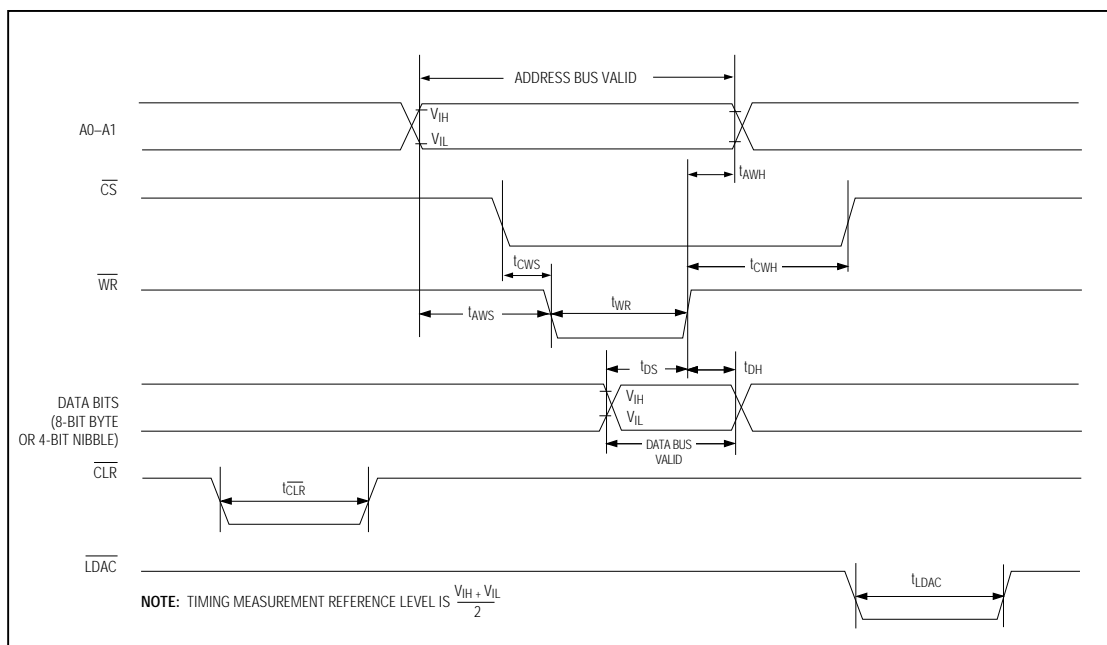 ADDRESS BUS VALID
A0–A1
VIH
VIL
tAWH
CS
tCWS
tCWH
WR
tAWS
tWR
tDS
tDH
DATA BITS
(8-BIT BYTE
OR 4-BIT NIBBLE)
VIH
VIL
DATA BUS
VALID
CLR
tCLR
LDAC
tLDAC
NOTE: TIMING MEASUREMENT REFERENCE LEVEL IS VIH + VIL
2